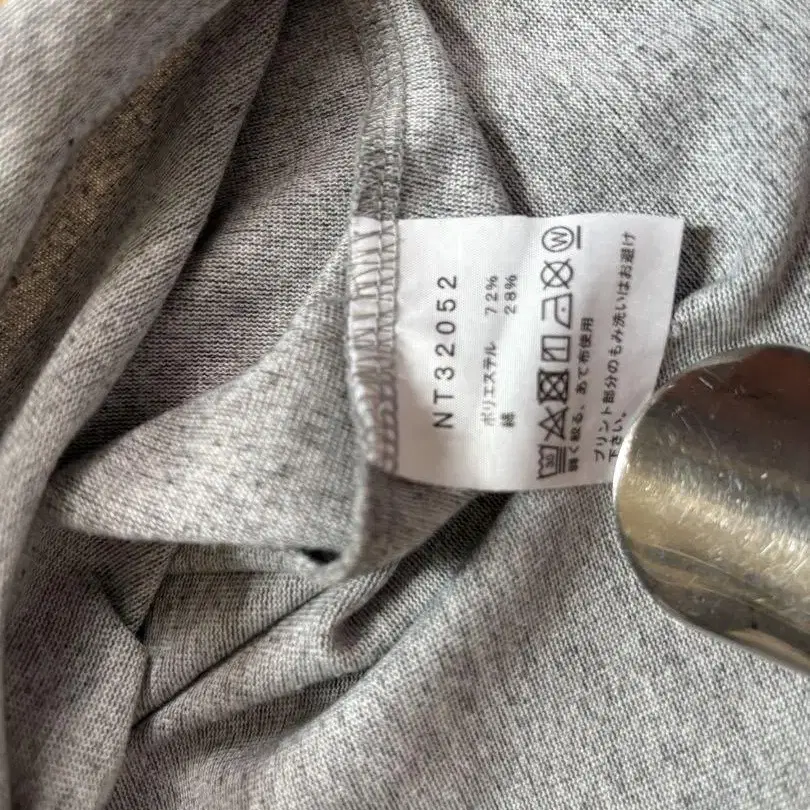 NT32052
ポリエステル 72%
綿 28%
30 W
弱く絞る、あて布使用
プリント部分のもみ洗いはお避け
下さい。